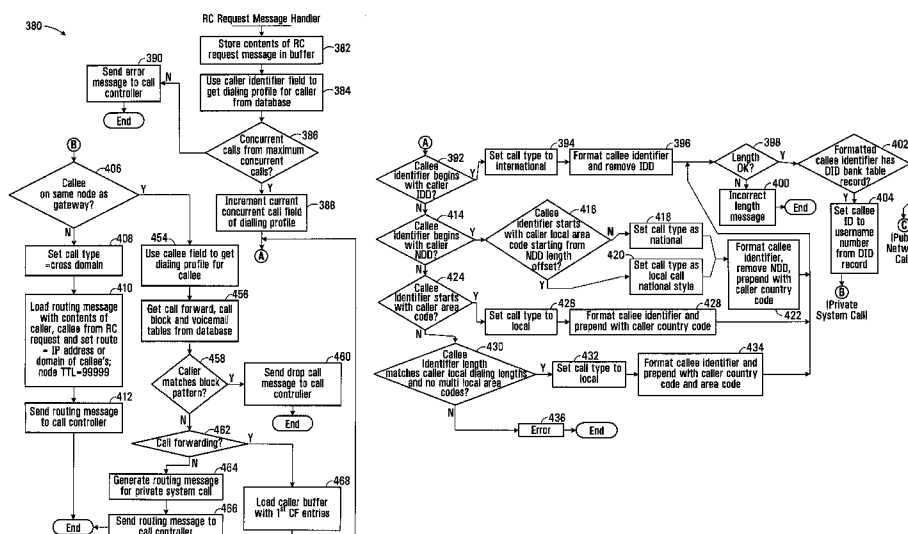 380
RC Request Message Handler
Store contents of RC
request message in buffer
382
Use caller identifier field to
get dialing profile for caller
from database
384
390
Send error
message to call
controller
N
End
386
Concurrent
calls from maximum
concurrent
calls?
Y
Increment current
concurrent call field
of dialing profile
388
A
B
406
Callee
on same node as
gateway?
Y
N
408
Set call type
=cross domain
410
Load routing message
with contents of
caller, callee from RC
request and set route
= IP address or
domain of callee's;
node TTL=99999
412
Send routing message
to call controller
454
Use callee field to get
dialing profile for
callee
456
Get call forward, call
block and voicemail
tables from database
458
Caller
matches block
pattern?
Y
460
Send drop call
message to call
controller
End
N
462
Call forwarding?
Y
N
464
Generate routing message
for private system call
466
Send routing message to
call controller
End
468
Load caller buffer
with 1st CF entries
A
392
Callee
identifier begins
with caller
IDD?
Y
394
Set call type to
international
396
Format callee identifier
and remove IDD
398
Length
OK?
Y
N
400
Incorrect
length
message
End
402
Formatted
callee identifier has
DID bank table
record?
Y
404
Set callee
ID to
username
number
from DID
record
B
(Private
System Call)
C
N
414
Callee
identifier begins
with caller
NDD?
Y
416
Callee
identifier starts
with caller local area
code starting from
NDD length
offset?
N
418
Set call type as
national
Y
420
Set call type as
local call
national style
Format callee
identifier,
remove NDD,
prepend with
caller country
code
422
N
424
Callee
identifier starts
with caller area
code?
Y
426
Set call type to
local
428
Format callee identifier and
prepend with caller country code
N
430
Callee
identifier length
matches caller local dialing lengths
and no multi local area
codes?
Y
432
Set call type to
local
434
Format callee identifier and
prepend with caller country
code and area code
N
436
Error
End